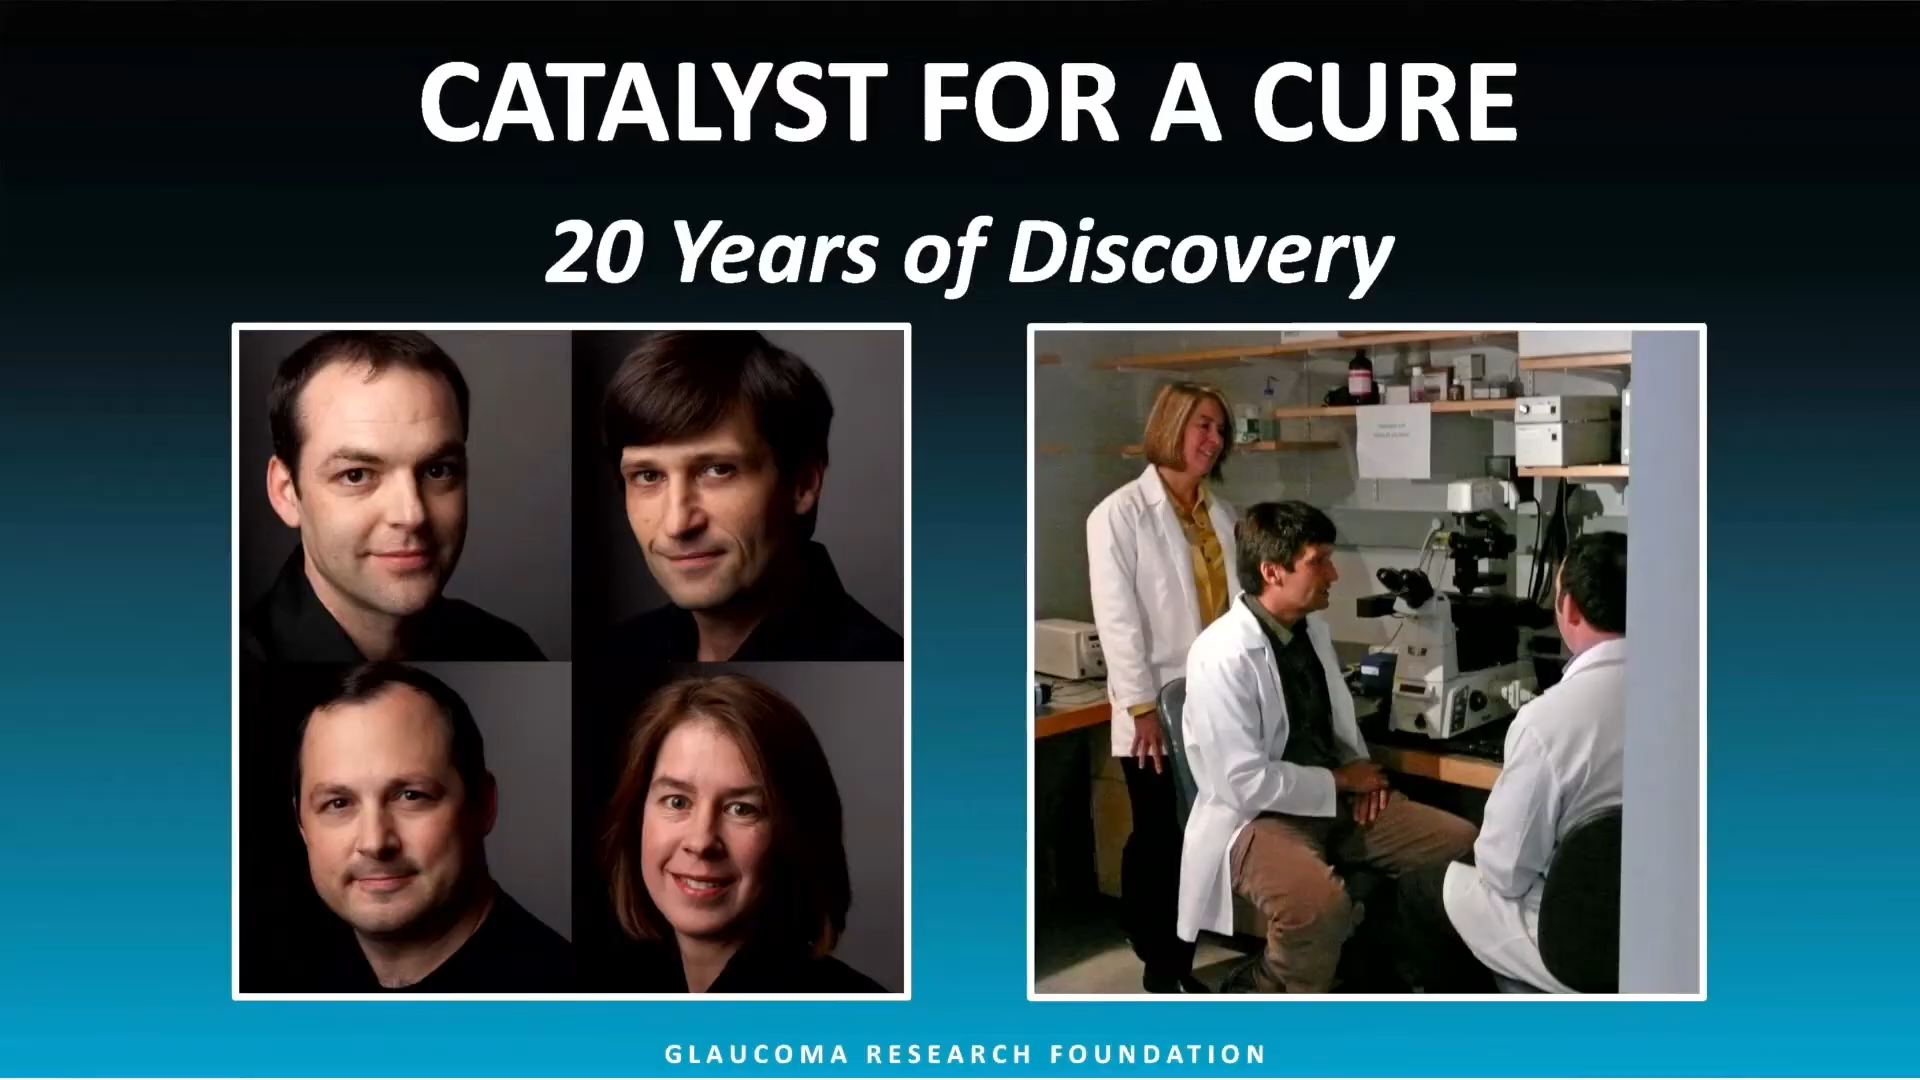 CATALYST FOR A CURE
20 Years of Discovery
GLAUCOMA RESEARCH FOUNDATION